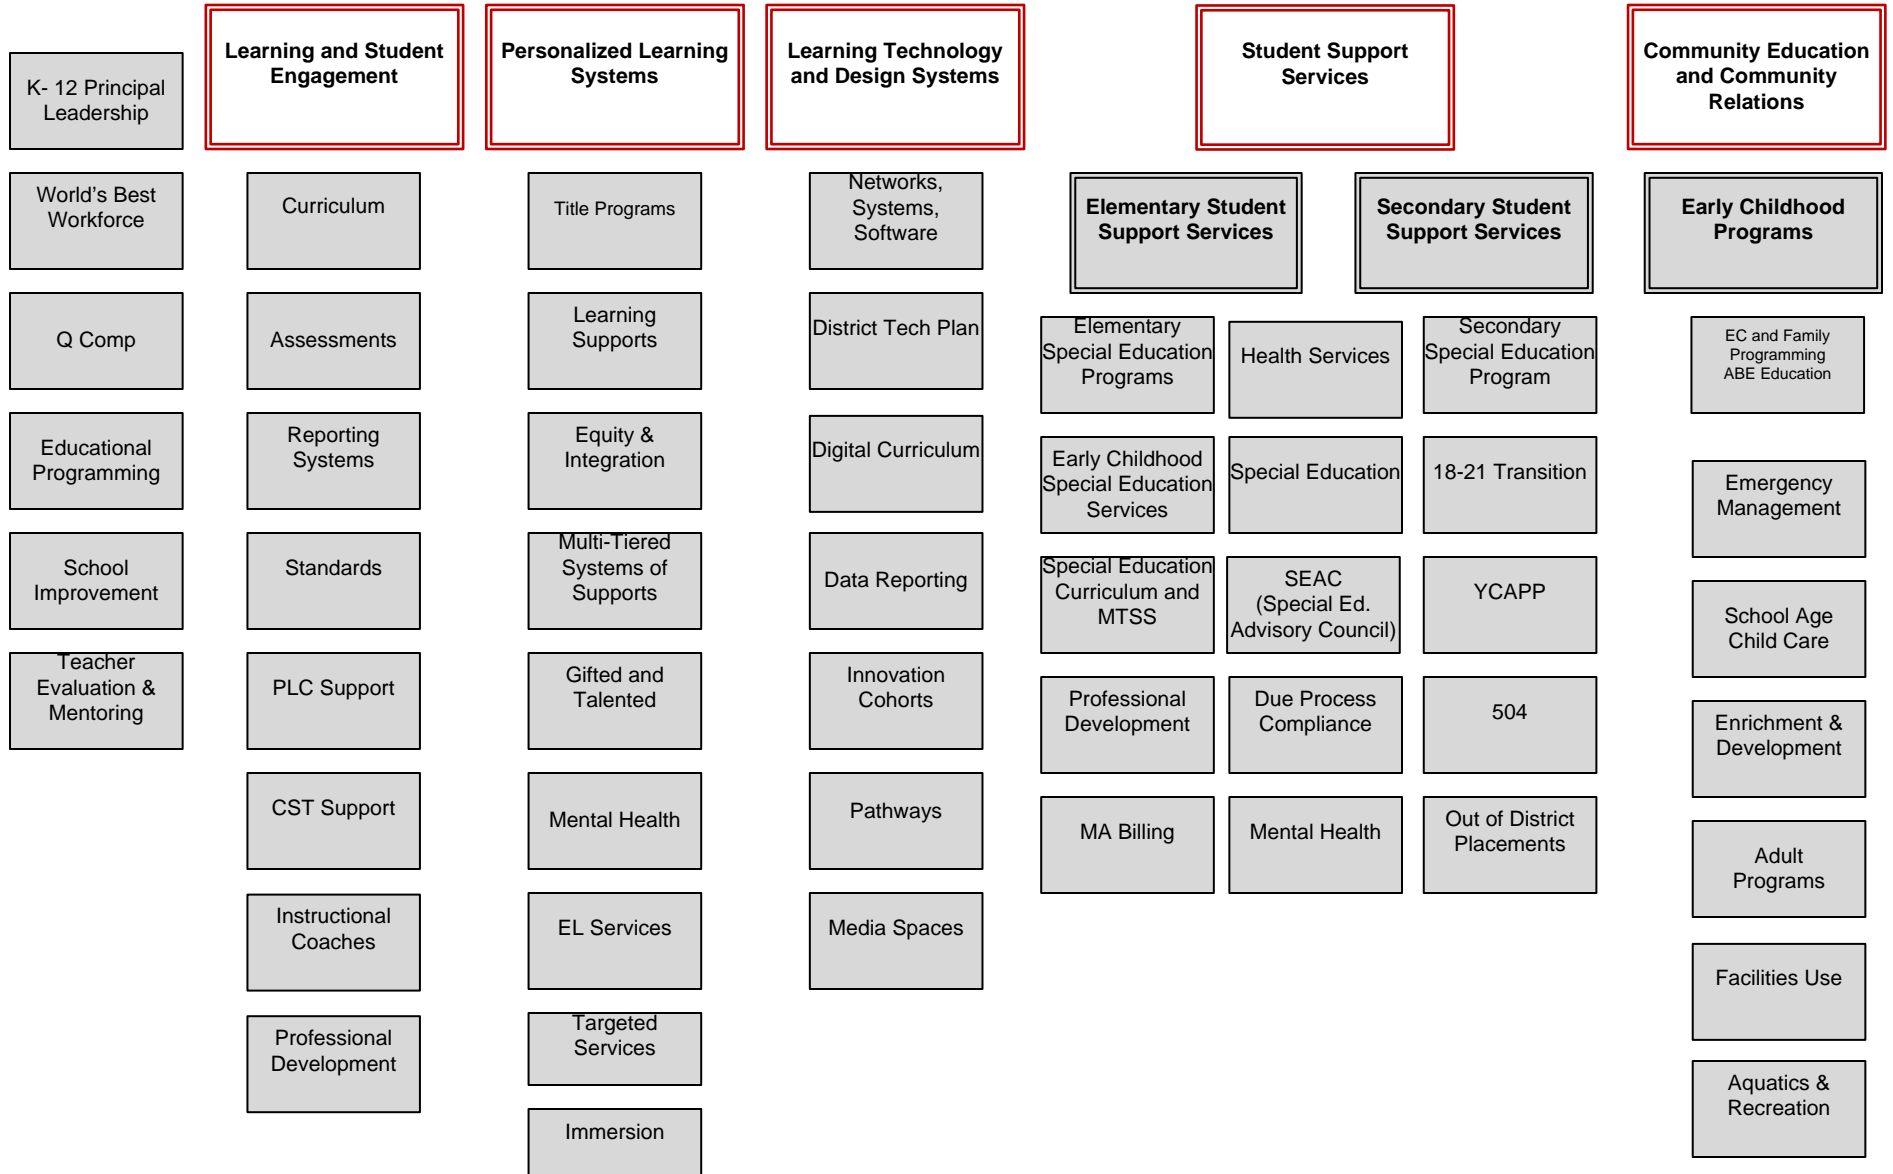 K- 12 Principal
Leadership
World’s Best
Workforce
Q Comp
Educational
Programming
School
Improvement
Teacher
Evaluation &
Mentoring
Learning and Student
Engagement
Curriculum
Assessments
Reporting
Systems
Standards
PLC Support
CST Support
Instructional
Coaches
Professional
Development
Personalized Learning
Systems
Title Programs
Learning
Supports
Equity &
Integration
Multi-Tiered
Systems of
Supports
Gifted and
Talented
Mental Health
EL Services
Targeted
Services
Immersion
Learning Technology
and Design Systems
Networks,
Systems,
Software
District Tech Plan
Digital Curriculum
Data Reporting
Innovation
Cohorts
Pathways
Media Spaces
Student Support
Services
Elementary Student
Support Services
Secondary Student
Support Services
Elementary
Special Education
Programs
Early Childhood
Special Education
Services
Special Education
Curriculum and
MTSS
Professional
Development
MA Billing
Health Services
Special Education
SEAC
(Special Ed.
Advisory Council)
Due Process
Compliance
Mental Health
Secondary
Special Education
Program
18-21 Transition
YCAPP
504
Out of District
Placements
Community Education
and Community
Relations
Early Childhood
Programs
EC and Family
Programming
ABE Education
Emergency
Management
School Age
Child Care
Enrichment &
Development
Adult
Programs
Facilities Use
Aquatics &
Recreation